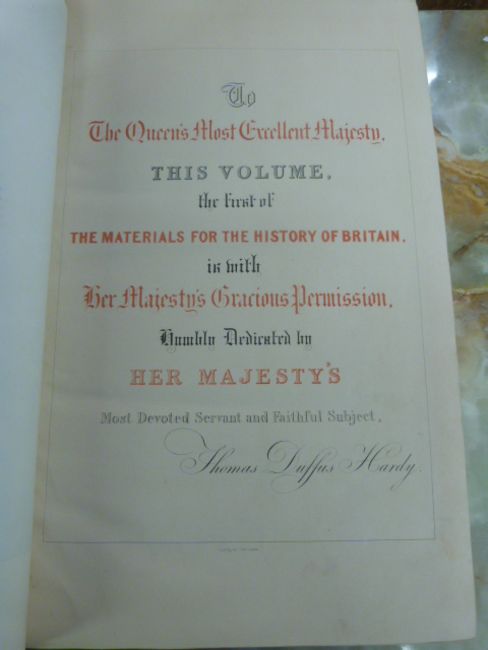 To
The Queen's Most Excellent Majesty,
THIS VOLUME,
the first of
THE MATERIALS FOR THE HISTORY OF BRITAIN,
is with
Her Majesty's Gracious Permission,
Humbly Dedicated by
HER MAJESTY'S
Most Devoted Servant and Faithful Subject,
Thomas Duffus Hardy.